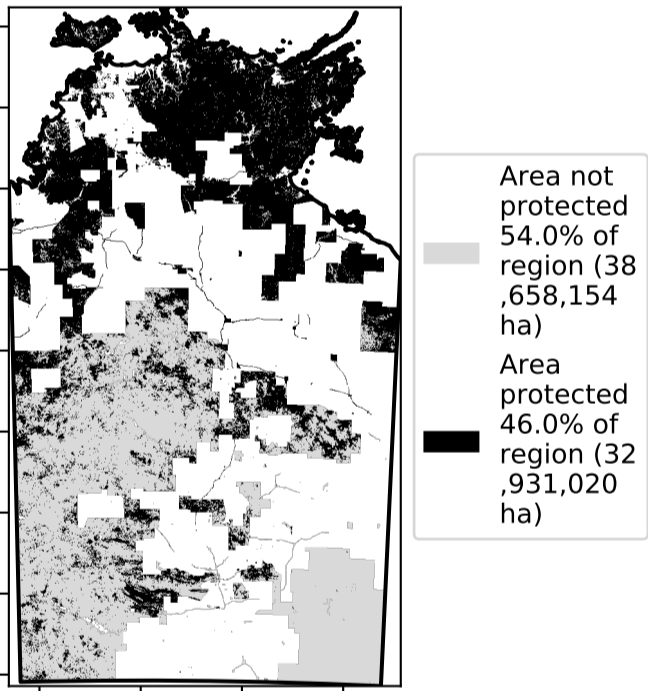 Area not
protected
54.0% of
region (38
,658,154
ha)
Area
protected
46.0% of
region (32
,931,020
ha)